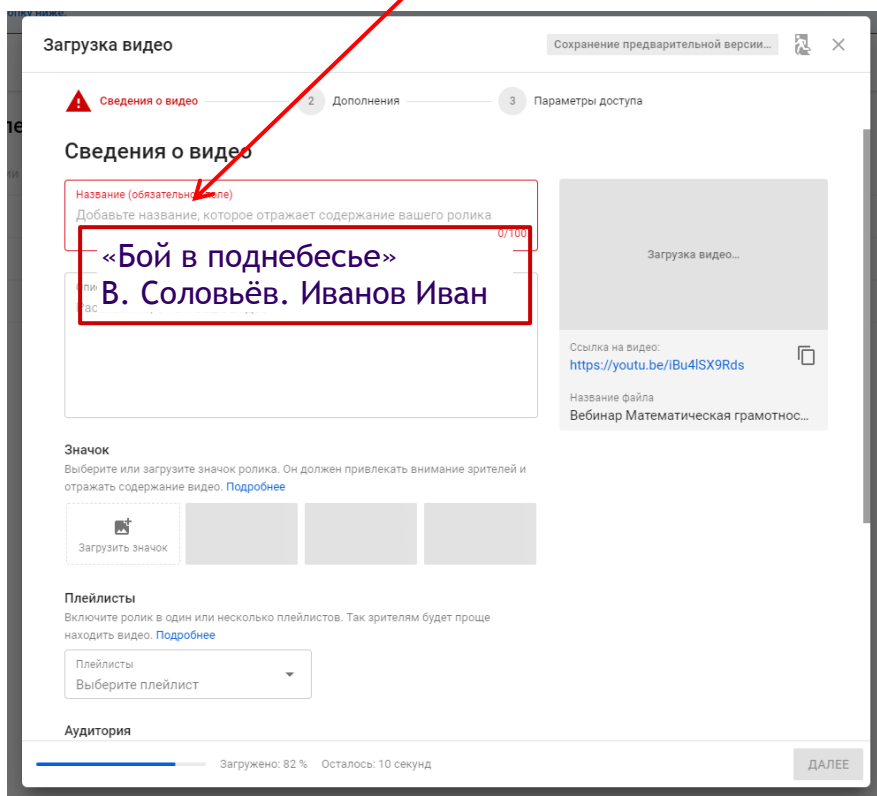 опку ниже.
Загрузка видео
Сохранение предварительной версии...
Сведения о видео
2 Дополнения
3 Параметры доступа
Сведения о видео
Название (обязательное поле)
Добавьте название, которое отражает содержание вашего ролика
0/100
«Бой в поднебесье»
В. Соловьёв. Иванов Иван
Загрузка видео...
Ссылка на видео:
https://youtu.be/iBu4lSX9Rds
Название файла
Вебинар Математическая грамотнос...
Значок
Выберите или загрузите значок ролика. Он должен привлекать внимание зрителей и
отражать содержание видео. Подробнее
Загрузить значок
Плейлисты
Включите ролик в один или несколько плейлистов. Так зрителям будет проще
находить видео. Подробнее
Плейлисты
Выберите плейлист
Аудитория
Загружено: 82 % Осталось: 10 секунд
ДАЛЕЕ